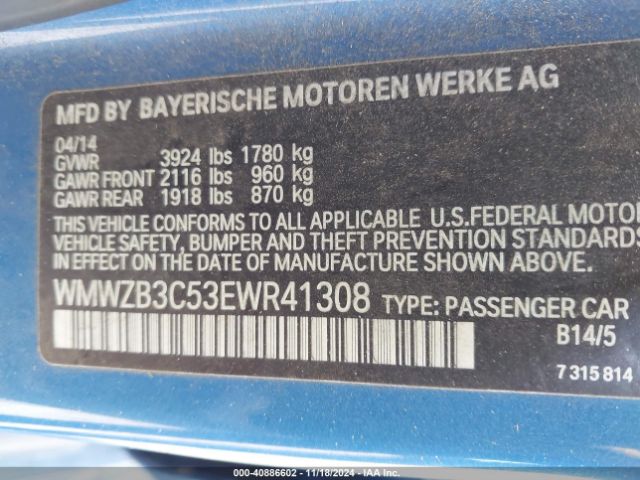 MFD BY BAYERISCHE MOTOREN WERKE AG
04/14
GVWR 3924 lbs 1780 kg
GAWR FRONT 2116 lbs 960 kg
GAWR REAR 1918 lbs 870 kg
THIS VEHICLE CONFORMS TO ALL APPLICABLE U.S.FEDERAL MOTOR
VEHICLE SAFETY, BUMPER AND THEFT PREVENTION STANDARDS
IN EFFECT ON THE DATE OF MANUFACTURE SHOWN ABOVE.
WMWZB3C53EWR41308 TYPE: PASSENGER CAR
B14/5
7 315 814
000-40886602 - 11/18/2024 - IAA Inc.